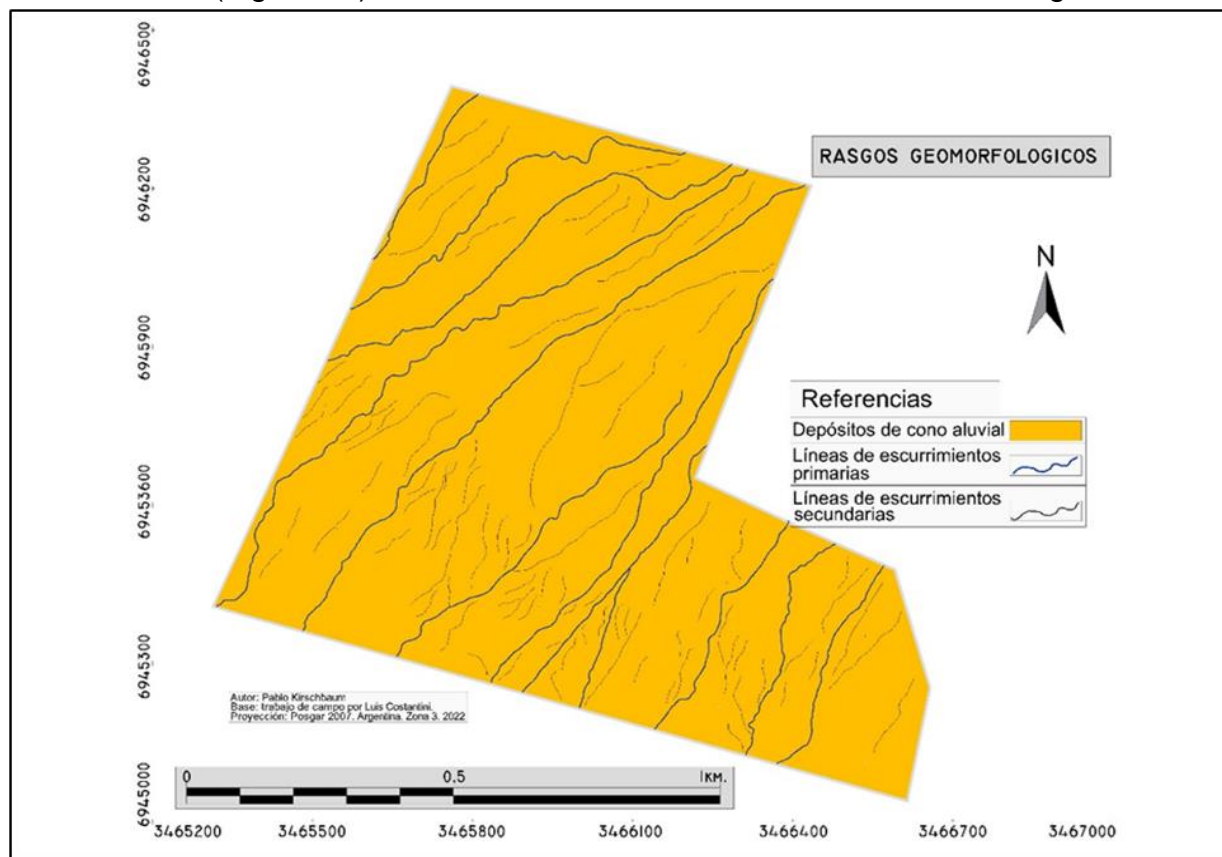 6946500
6946200
6945900
6945600
6945300
6945000
RASGOS GEOMORFOLOGICOS
N
Referencias
Depósitos de cono aluvial
Líneas de escurrimientos
primarias
Líneas de escurrimientos
secundarias
Autor: Pablo Kirschbaum
Base: trabajo de campo por Luis Costantini.
Proyección: Posgar 2007. Argentina. Zona 3. 2022
0 0.5 1KM.
3465200 3465500 3465800 3466100 3466400 3466700 3467000